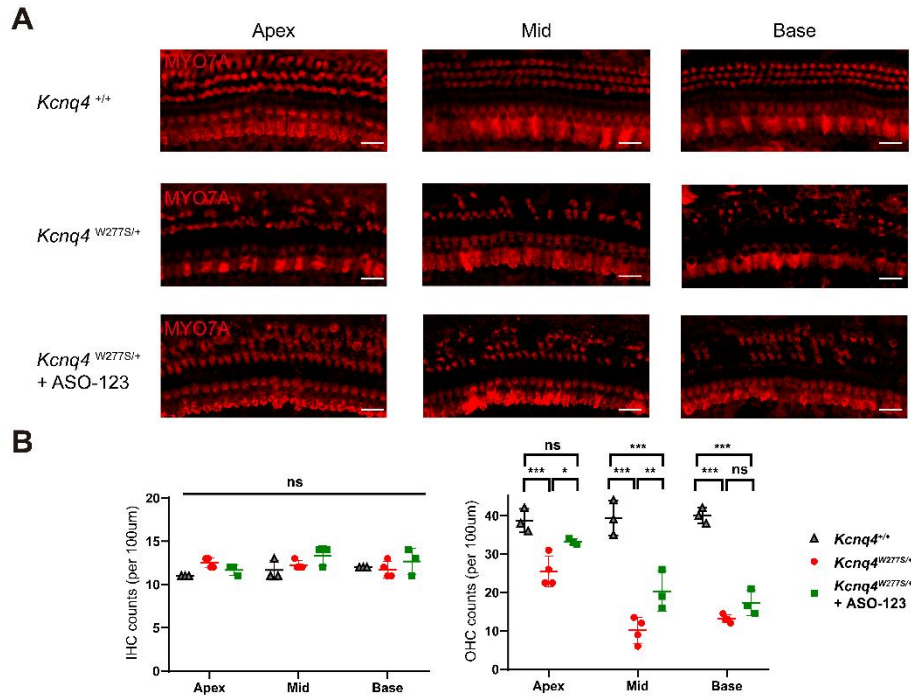 A
Apex Mid Base
Kcnq4 +/+
MYO7A
Kcnq4 W277S/+
MYO7A
Kcnq4 W277S/+
+ ASO-123
MYO7A
B
ns
IHC counts (per 100um)
20
15
10
5
0
Apex Mid Base
ns *** ***
*** * *** ** *** ns
OHC counts (per 100um)
40
30
20
10
0
Apex Mid Base
Kcnq4+/+
Kcnq4W277S/+
Kcnq4W277S/+
+ ASO-123